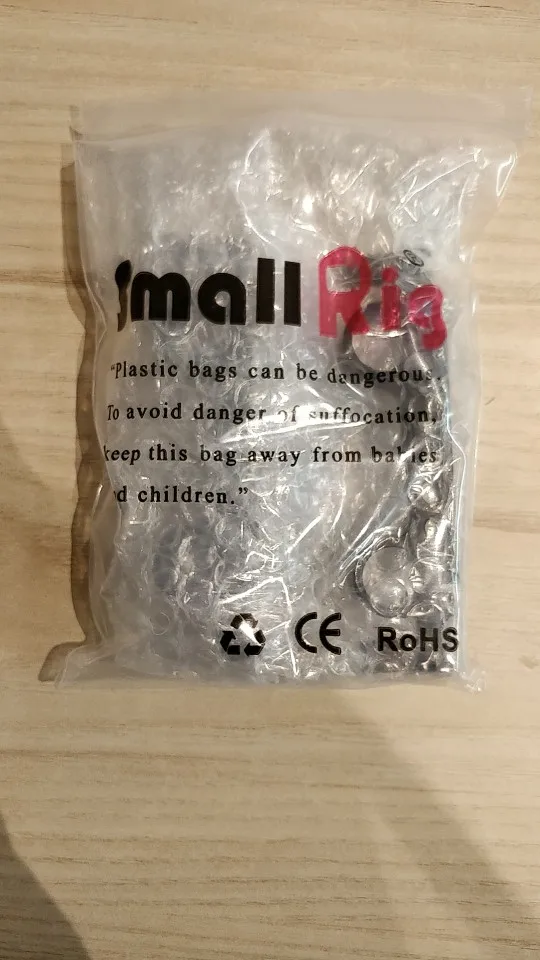 SmallRig®
"Plastic bags can be dangerous.
To avoid danger of suffocation,
keep this bag away from babies
nd children."
CE RoHS